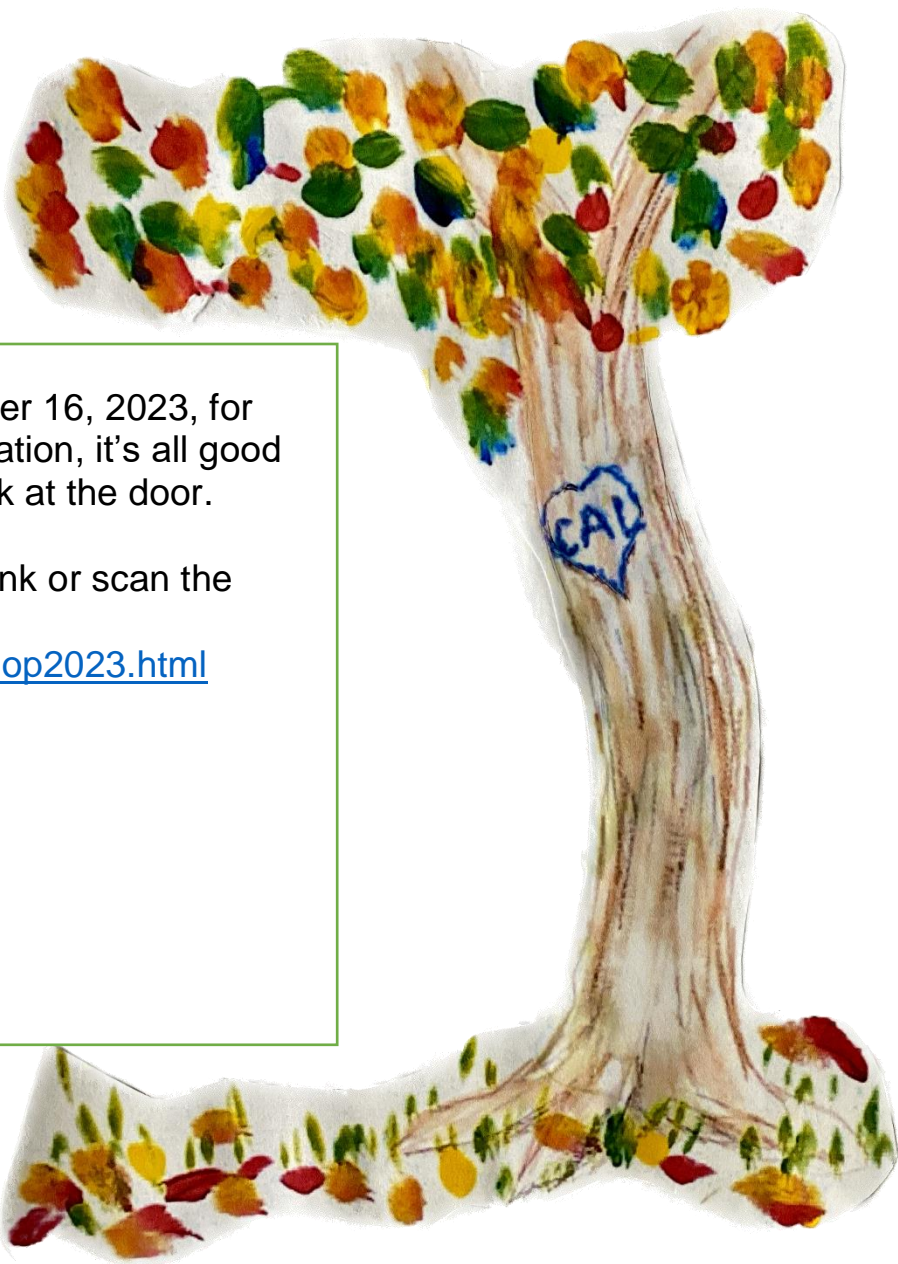 er 16, 2023, for
ation, it's all good
k at the door.
nk or scan the
op2023.html
CAL